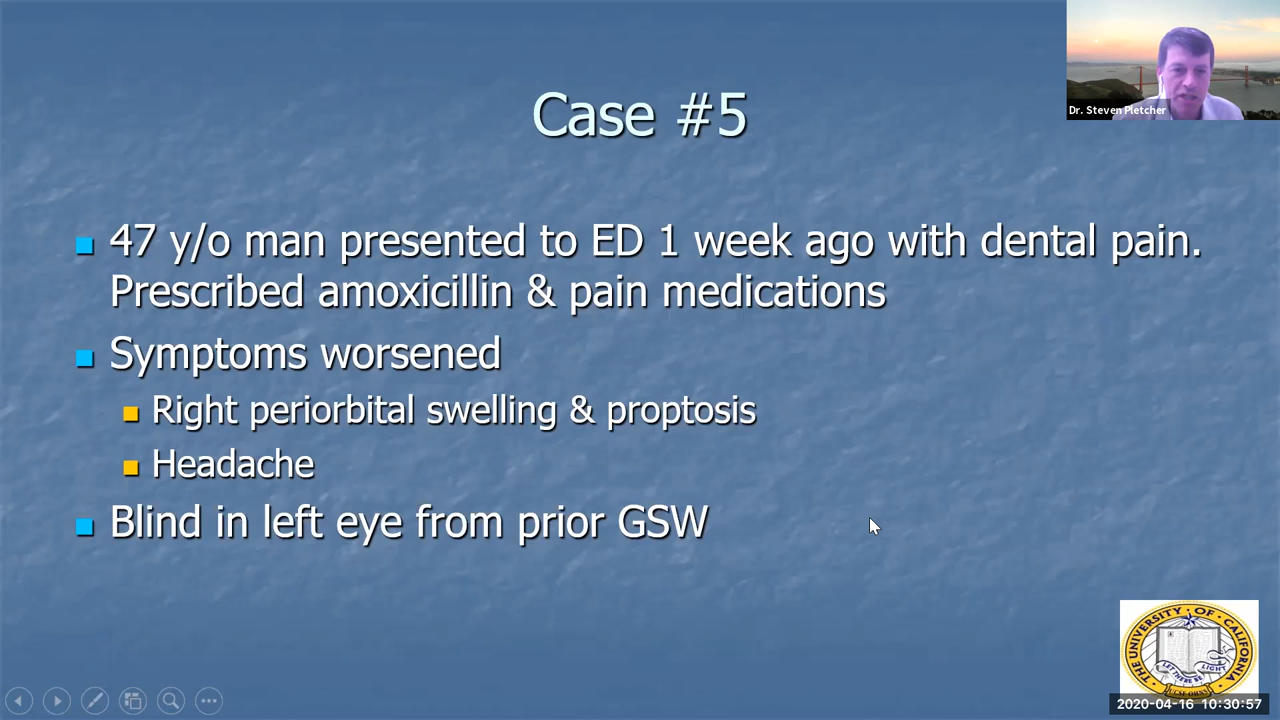 Dr. Steven Pletcher
Case #5
47 y/o man presented to ED 1 week ago with dental pain.
Prescribed amoxicillin & pain medications
Symptoms worsened
Right periorbital swelling & proptosis
Headache
Blind in left eye from prior GSW
THE UNIVERSITY OF CALIFORNIA
LET THERE BE LIGHT
2020-04-16 10:30:57